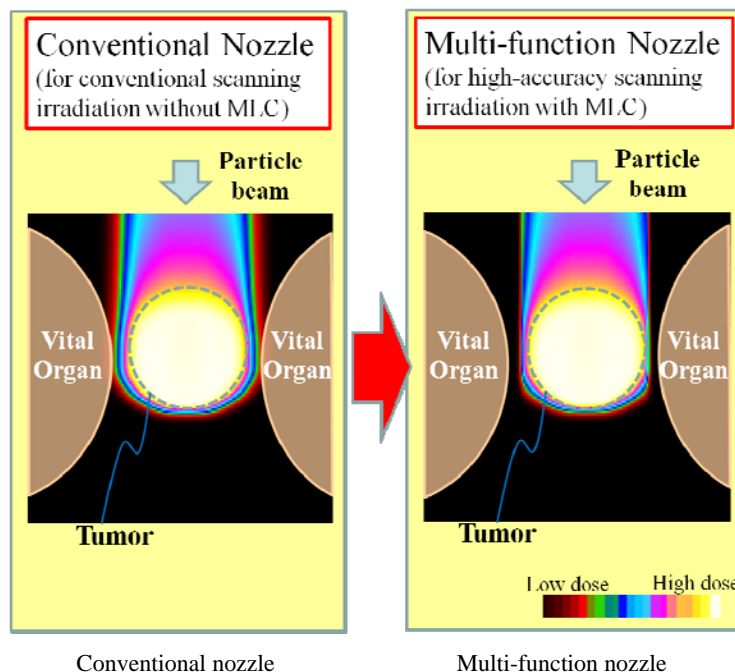 Conventional Nozzle
(for conventional scanning
irradiation without MLC)
Particle
beam
Vital
Organ
Vital
Organ
Tumor
Multi-function Nozzle
(for high-accuracy scanning
irradiation with MLC)
Particle
beam
Vital
Organ
Vital
Organ
Tumor
Low dose High dose
Conventional nozzle
Multi-function nozzle